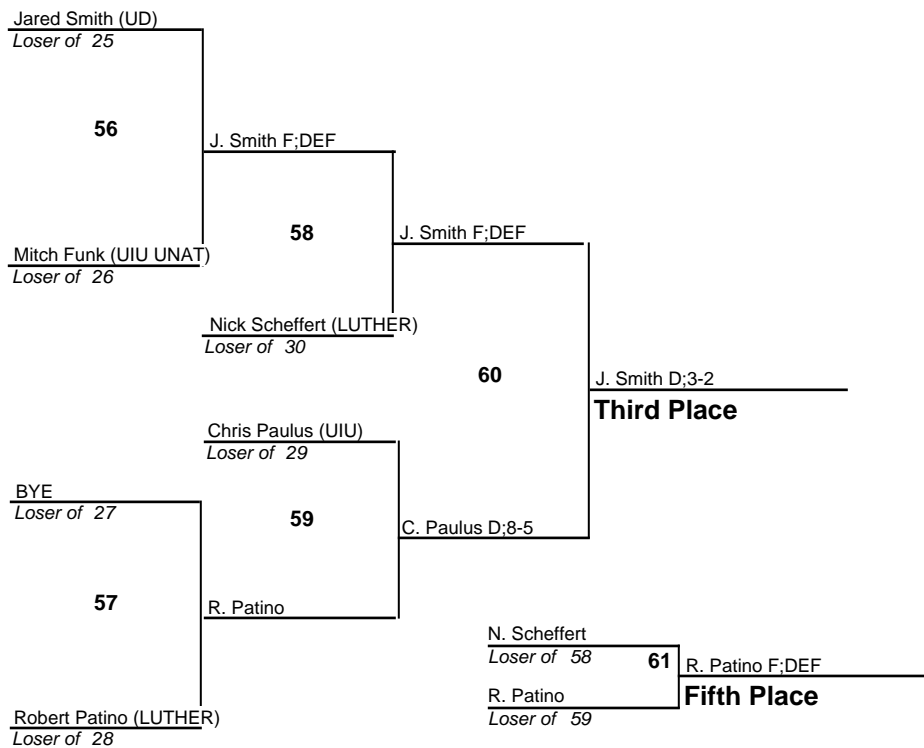 Jared Smith (UD)
Loser of 25
56
J. Smith F;DEF
58
J. Smith F;DEF
Mitch Funk (UIU UNAT)
Loser of 26
Nick Scheffert (LUTHER)
Loser of 30
60
J. Smith D;3-2
Third Place
Chris Paulus (UIU)
Loser of 29
BYE
Loser of 27
59
C. Paulus D;8-5
57
R. Patino
N. Scheffert
Loser of 58
61
R. Patino F;DEF
Fifth Place
R. Patino
Loser of 59
Robert Patino (LUTHER)
Loser of 28